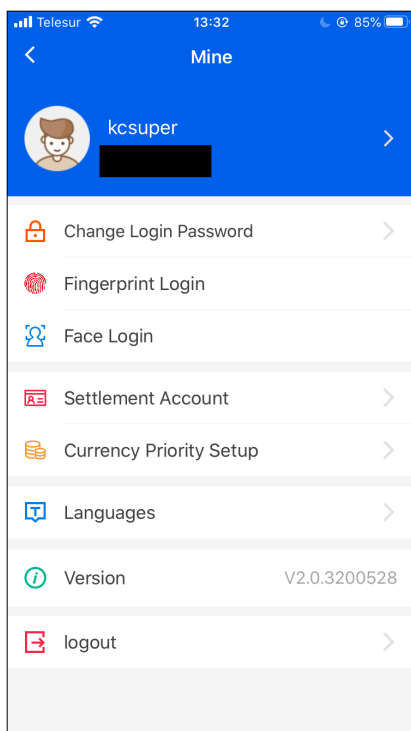 Telesur 13:32 85%
Mine
kcsuper
Change Login Password
Fingerprint Login
Face Login
Settlement Account
Currency Priority Setup
Languages
Version V2.0.3200528
logout